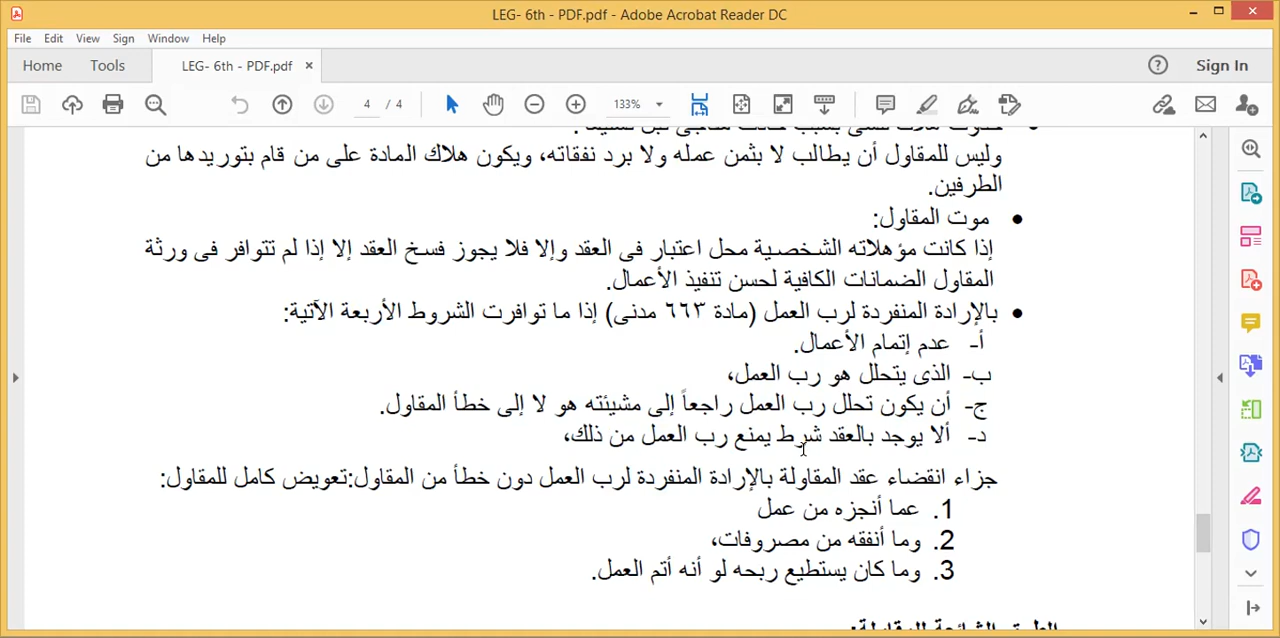 LEG- 6th - PDF.pdf - Adobe Acrobat Reader DC
File Edit View Sign Window Help
Home Tools LEG- 6th - PDF.pdf × Sign In
4 / 4 133%
وليس للمقاول أن يطالب لا بثمن عمله ولا برد نفقاته، ويكون هلاك المادة على من قام بتوريدها من
الطرفين.
• موت المقاول:
إذا كانت مؤهلاته الشخصية محل اعتبار فى العقد وإلا فلا يجوز فسخ العقد إلا إذا لم تتوافر فى ورثة
المقاول الضمانات الكافية لحسن تنفيذ الأعمال.
• بالإرادة المنفردة لرب العمل (مادة ٦٦٣ مدنى) إذا ما توافرت الشروط الأربعة الآتية:
أ- عدم إتمام الأعمال.
ب- الذى يتحلل هو رب العمل،
ج- أن يكون تحلل رب العمل راجعاً إلى مشيئته هو لا إلى خطأ المقاول.
د- ألا يوجد بالعقد شرط يمنع رب العمل من ذلك،
جزاء انقضاء عقد المقاولة بالإرادة المنفردة لرب العمل دون خطأ من المقاول:تعويض كامل للمقاول:
1. عما أنجزه من عمل
2. وما أنفقه من مصروفات،
3. وما كان يستطيع ربحه لو أنه أتم العمل.